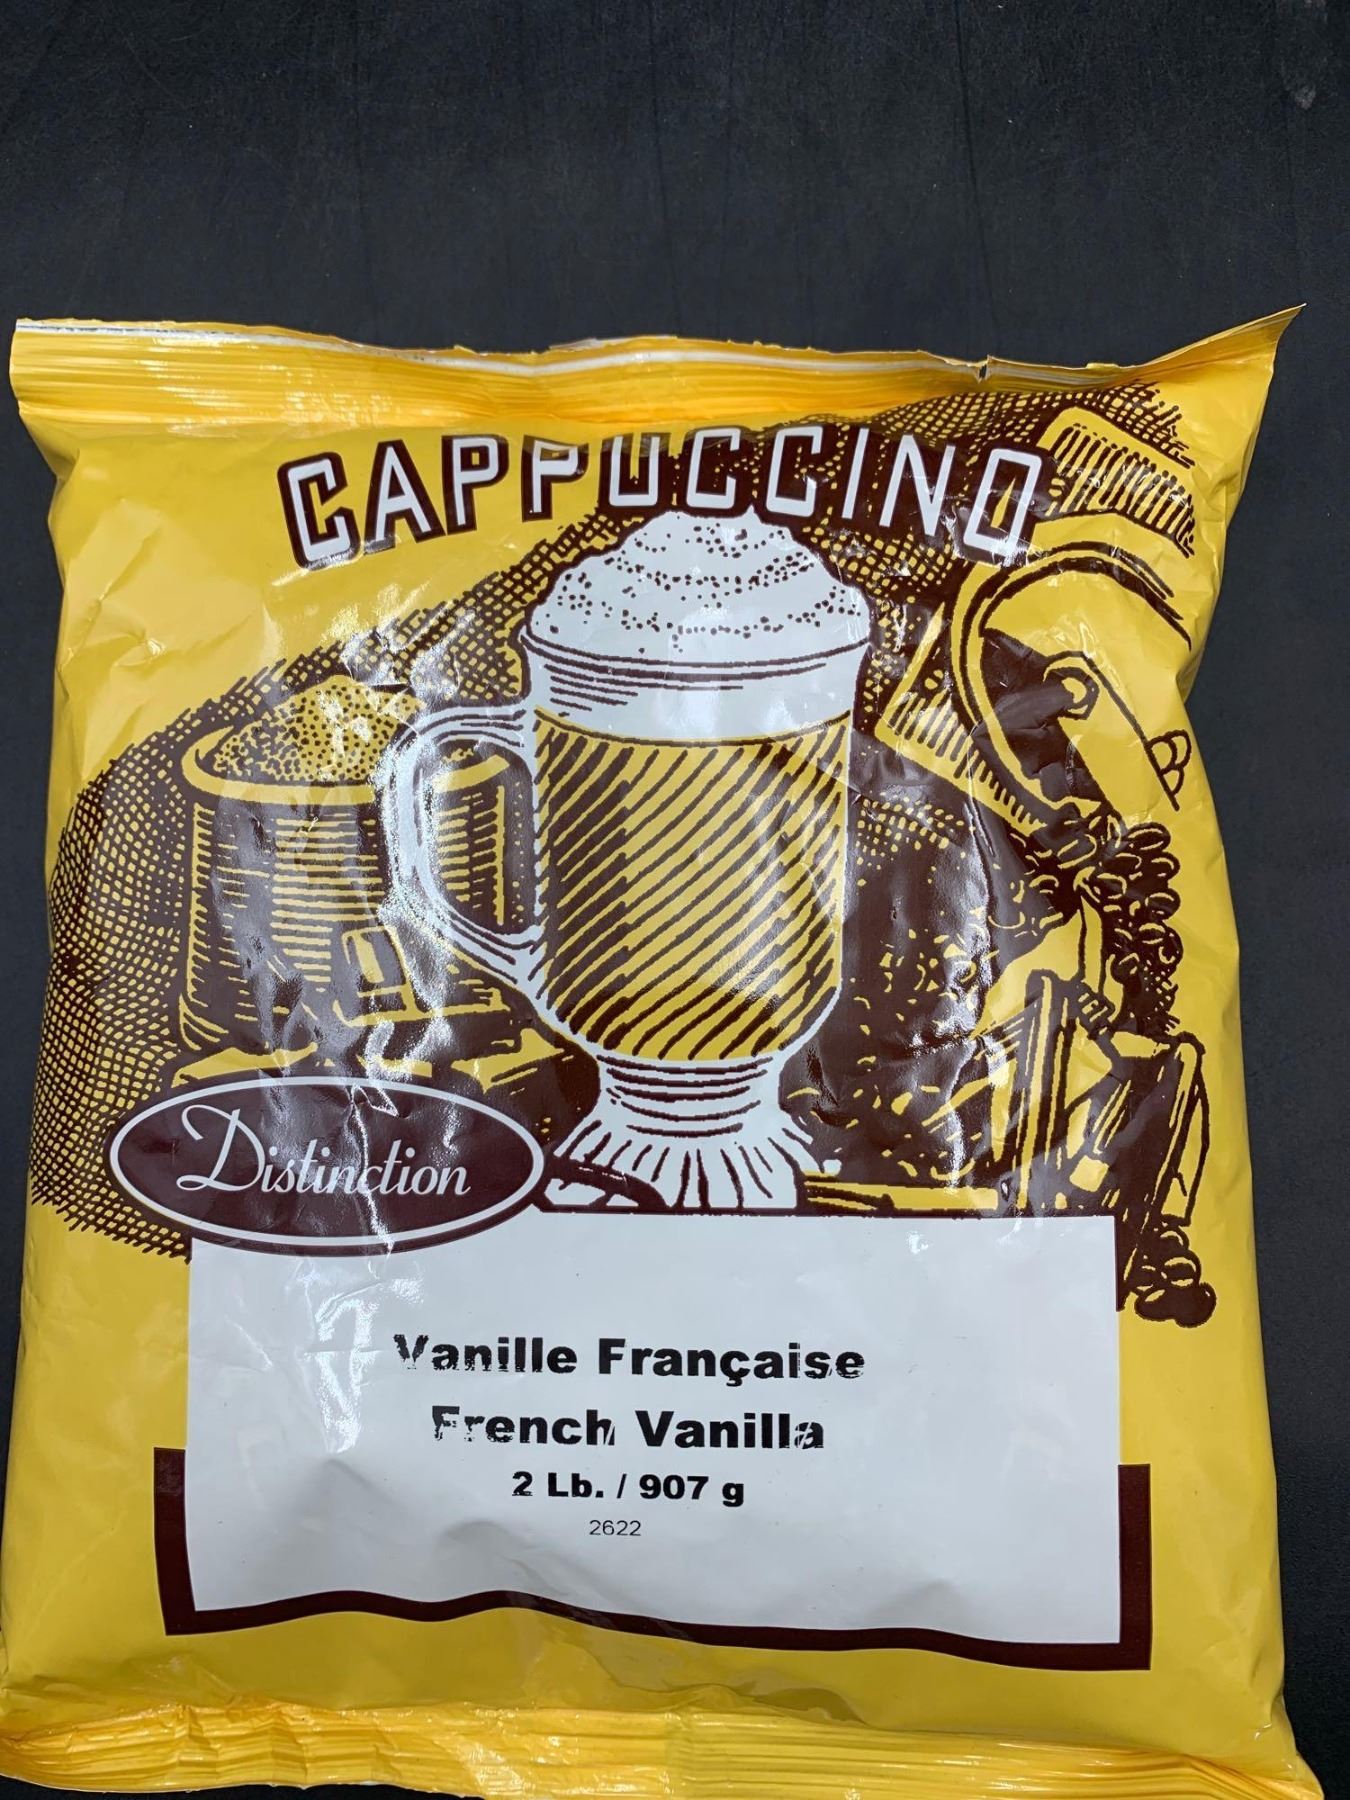 CAPPUCCINO
Distinction
Vanille Française
French Vanilla
2 Lb. / 907 g
2622